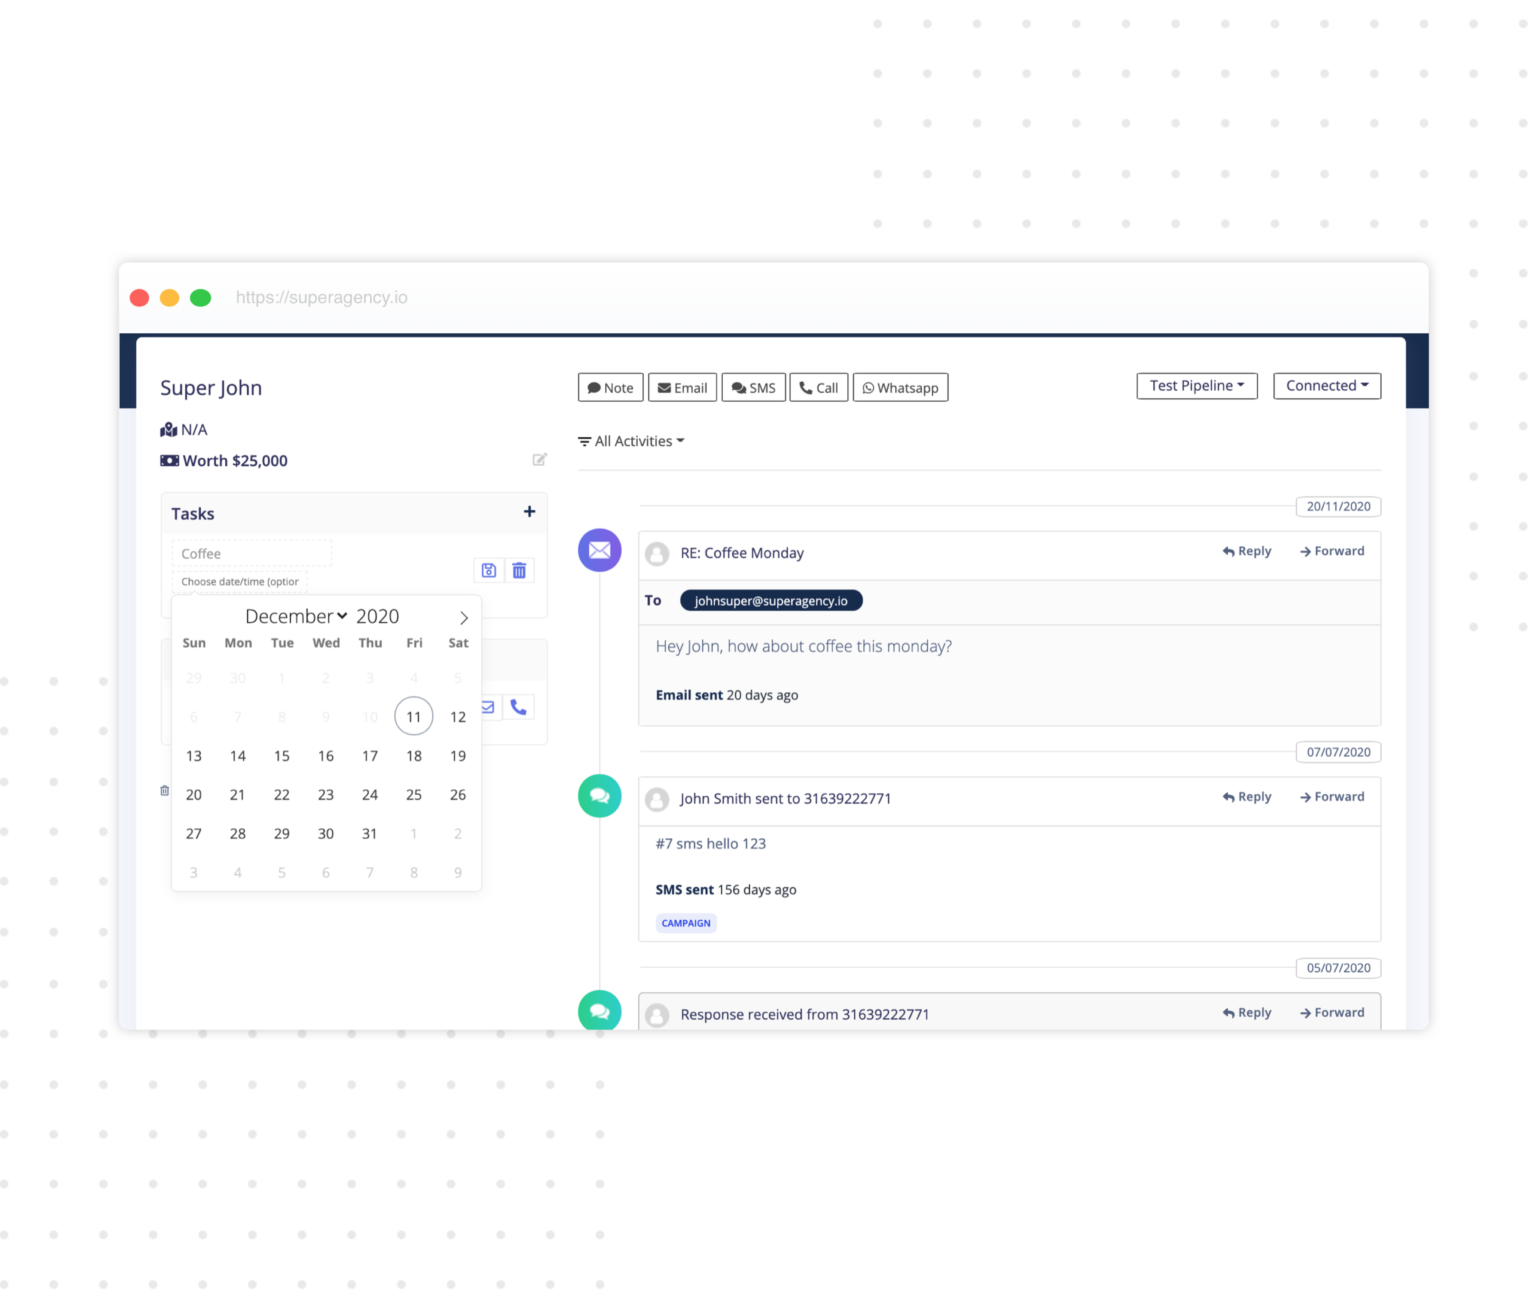 https://superagency.io
Super John
N/A
Worth $25,000
Tasks
Coffee
Choose date/time (optior
December 2020
Sun Mon Tue Wed Thu Fri Sat
29 30 1 2 3 4 5
6 7 8 9 10 11 12
13 14 15 16 17 18 19
20 21 22 23 24 25 26
27 28 29 30 31 1 2
3 4 5 6 7 8 9
Note Email SMS Call Whatsapp
Test Pipeline Connected
All Activities
20/11/2020
RE: Coffee Monday Reply Forward
To johnsuper@superagency.io
Hey John, how about coffee this monday?
Email sent 20 days ago
07/07/2020
John Smith sent to 31639222771 Reply Forward
#7 sms hello 123
SMS sent 156 days ago
CAMPAIGN
05/07/2020
Response received from 31639222771 Reply Forward